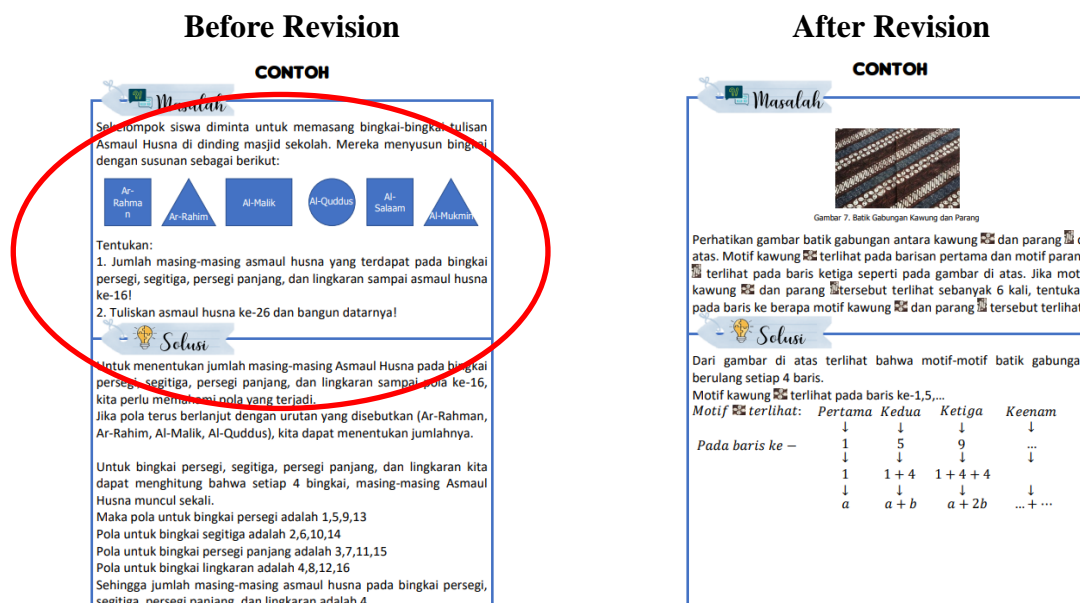 Before Revision
CONTOH
Masalah
Sekelompok siswa diminta untuk memasang bingkai-bingkai tulisan
Asmaul Husna di dinding masjid sekolah. Mereka menyusun bingkai
dengan susunan sebagai berikut:
Ar-
Rahma
n
Ar-Rahim
Al-Malik
Al-Quddus
Al-
Salaam
Al-Mukmin
Tentukan:
1. Jumlah masing-masing asmaul husna yang terdapat pada bingkai
persegi, segitiga, persegi panjang, dan lingkaran sampai asmaul husna
ke-16!
2. Tuliskan asmaul husna ke-26 dan bangun datarnya!
Solusi
Untuk menentukan jumlah masing-masing Asmaul Husna pada bingkai
persegi, segitiga, persegi panjang, dan lingkaran sampai pola ke-16,
kita perlu memahami pola yang terjadi.
Jika pola terus berlanjut dengan urutan yang disebutkan (Ar-Rahman,
Ar-Rahim, Al-Malik, Al-Quddus), kita dapat menentukan jumlahnya.
Untuk bingkai persegi, segitiga, persegi panjang, dan lingkaran kita
dapat menghitung bahwa setiap 4 bingkai, masing-masing Asmaul
Husna muncul sekali.
Maka pola untuk bingkai persegi adalah 1,5,9,13
Pola untuk bingkai segitiga adalah 2,6,10,14
Pola untuk bingkai persegi panjang adalah 3,7,11,15
Pola untuk bingkai lingkaran adalah 4,8,12,16
Sehingga jumlah masing-masing asmaul husna pada bingkai persegi,
segitiga, persegi panjang, dan lingkaran adalah 4
After Revision
CONTOH
Masalah
Gambar 7. Batik Gabungan Kawung dan Parang
Perhatikan gambar batik gabungan antara kawung dan parang d
atas. Motif kawung terlihat pada barisan pertama dan motif paran
terlihat pada baris ketiga seperti pada gambar di atas. Jika mot
kawung dan parang tersebut terlihat sebanyak 6 kali, tentuka
pada baris ke berapa motif kawung dan parang tersebut terlihat
Solusi
Dari gambar di atas terlihat bahwa motif-motif batik gabunga
berulang setiap 4 baris.
Motif kawung terlihat pada baris ke-1,5,...
Motif terlihat: Pertama Kedua Ketiga Keenam
↓ ↓ ↓ ↓
Pada baris ke − 1 5 9 ...
↓ ↓ ↓ ↓
1 1 + 4 1 + 4 + 4
↓ ↓ ↓ ↓
a a + b a + 2b ... + ⋯